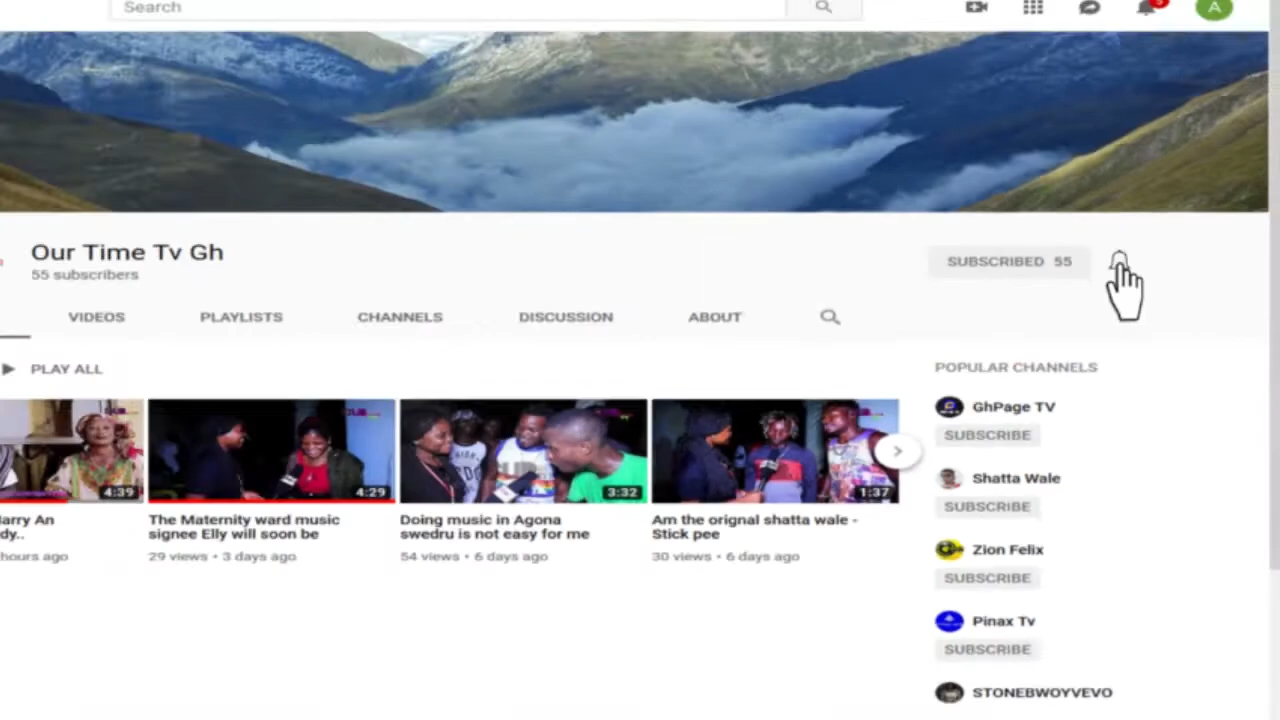 Search
5
A
Our Time Tv Gh
55 subscribers
SUBSCRIBED 55
VIDEOS
PLAYLISTS
CHANNELS
DISCUSSION
ABOUT
PLAY ALL
POPULAR CHANNELS
4:39
4:29
3:32
1:37
arry An
dy..
hours ago
The Maternity ward music
signee Elly will soon be
29 views • 3 days ago
Doing music in Agona
swedru is not easy for me
54 views • 6 days ago
Am the orignal shatta wale -
Stick pee
30 views • 6 days ago
GhPage TV
SUBSCRIBE
Shatta Wale
SUBSCRIBE
Zion Felix
SUBSCRIBE
Pinax Tv
SUBSCRIBE
STONEBWOYVEVO